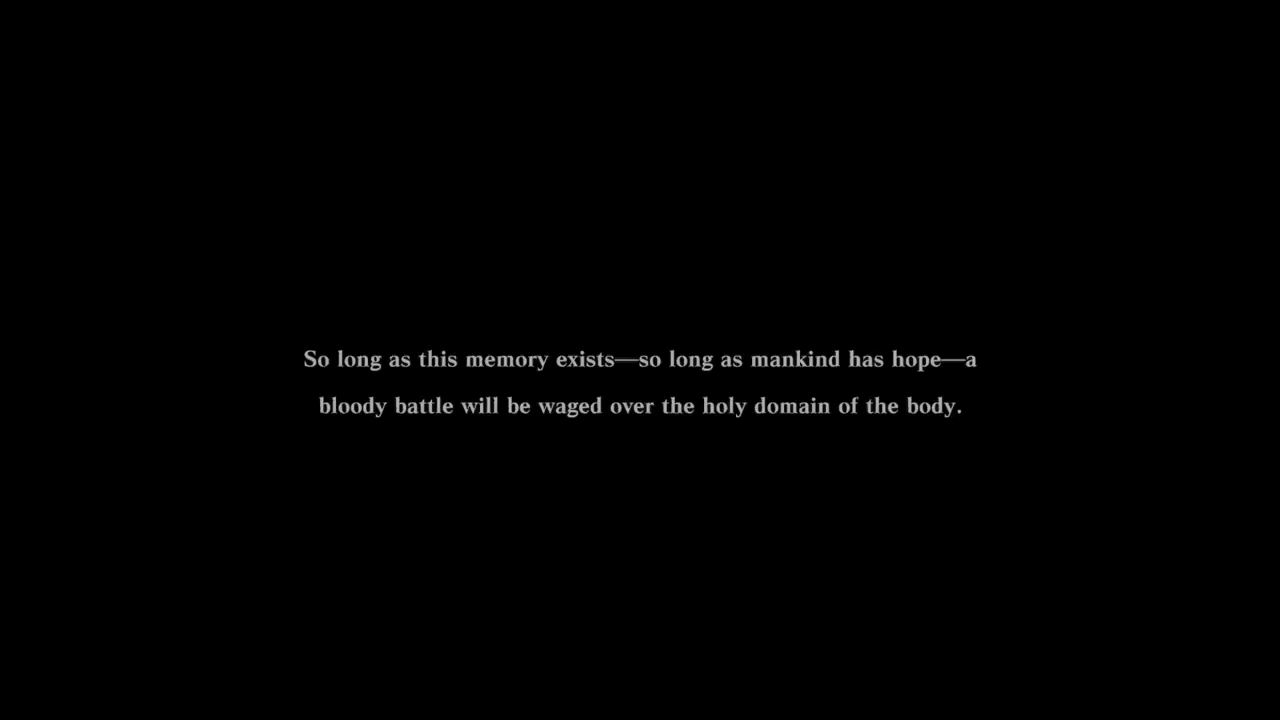 So long as this memory exists—so long as mankind has hope—a
bloody battle will be waged over the holy domain of the body.